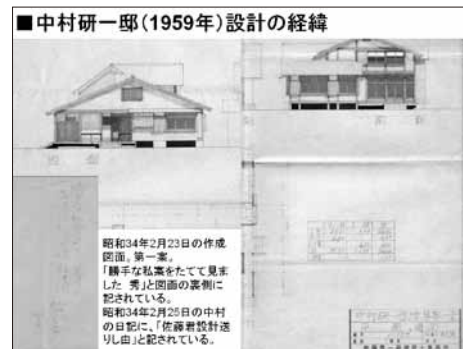 ■中村研一邸(1959年)設計の経緯
昭和34年2月23日の作成
図面。第一案。
「勝手な私案をたてて見ま
した 秀」と図面の裏側に
記されている。
昭和34年2月25日の中村
の日記に、「佐藤君設計送
りし由」と記されている。